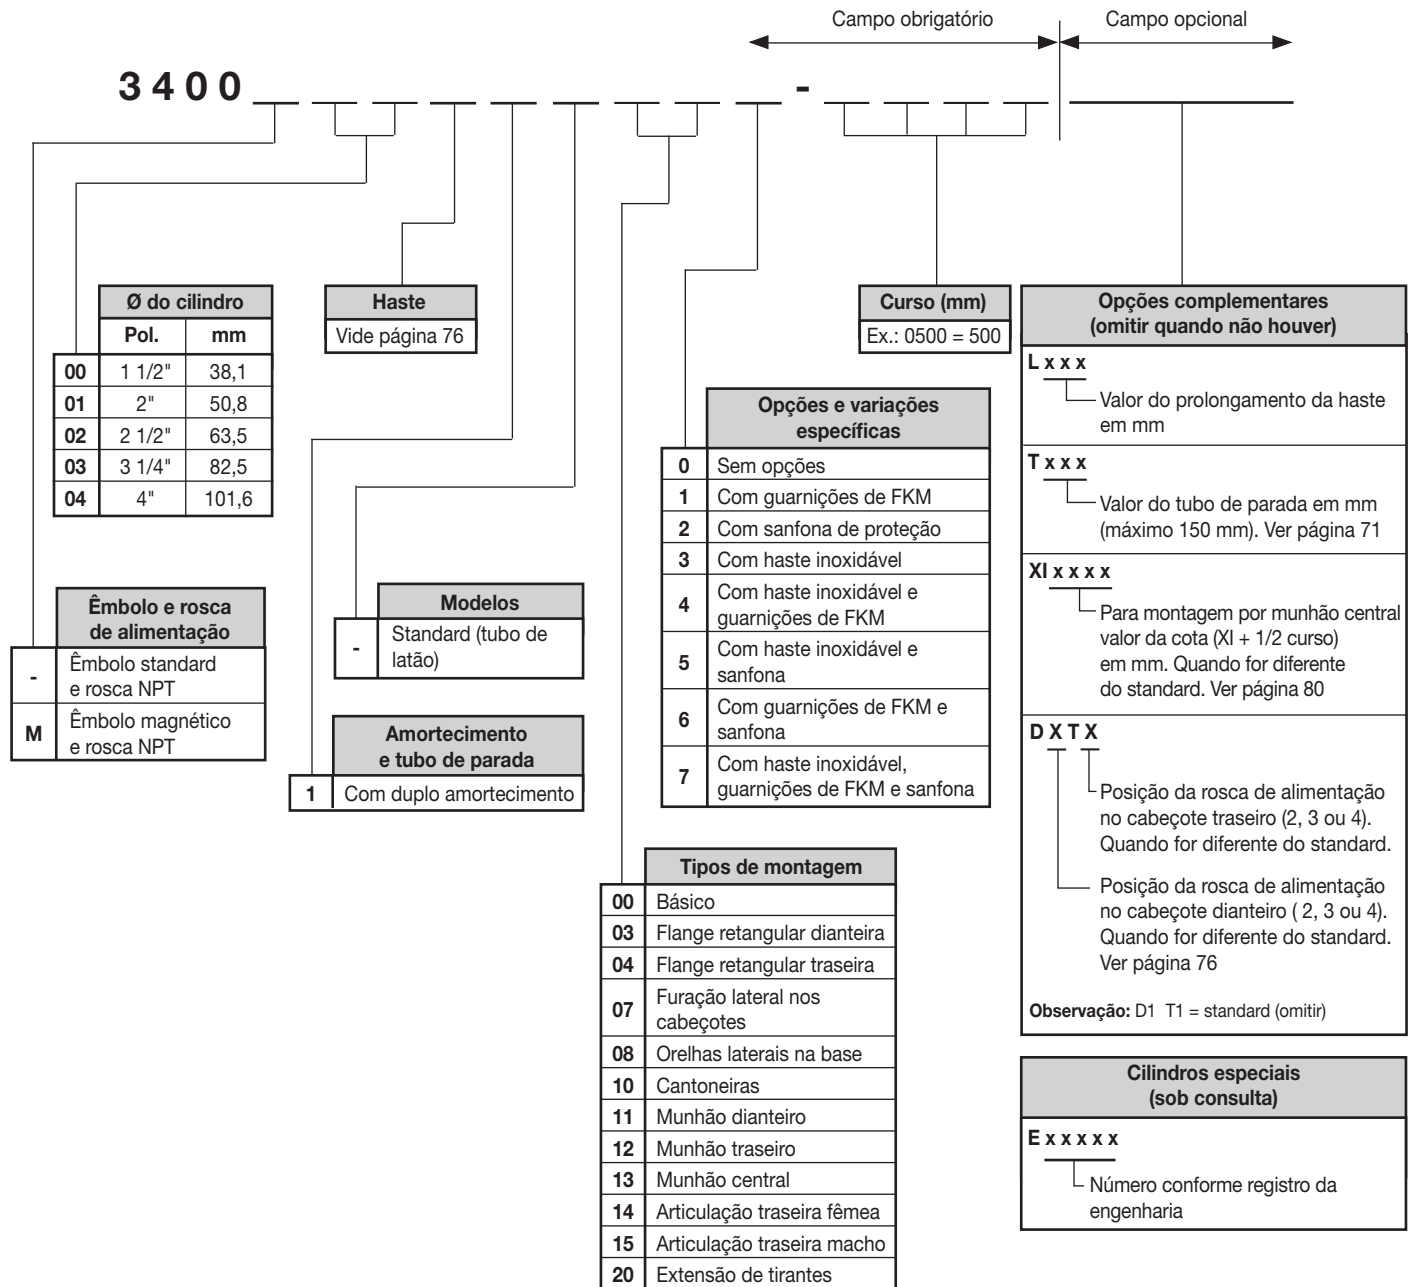 Campo obrigatório Campo opcional
3 4 0 0 -
Ø do cilindro
Pol. mm
00 1 1/2" 38,1
01 2" 50,8
02 2 1/2" 63,5
03 3 1/4" 82,5
04 4" 101,6
Haste
Vide página 76
Curso (mm)
Ex.: 0500 = 500
Êmbolo e rosca
de alimentação
- Êmbolo standard
e rosca NPT
M Êmbolo magnético
e rosca NPT
Modelos
- Standard (tubo de
latão)
Amortecimento
e tubo de parada
1 Com duplo amortecimento
Opções e variações
específicas
0 Sem opções
1 Com guarnições de FKM
2 Com sanfona de proteção
3 Com haste inoxidável
4 Com haste inoxidável e
guarnições de FKM
5 Com haste inoxidável e
sanfona
6 Com guarnições de FKM e
sanfona
7 Com haste inoxidável,
guarnições de FKM e sanfona
Tipos de montagem
00 Básico
03 Flange retangular dianteira
04 Flange retangular traseira
07 Furação lateral nos
cabeçotes
08 Orelhas laterais na base
10 Cantoneiras
11 Munhão dianteiro
12 Munhão traseiro
13 Munhão central
14 Articulação traseira fêmea
15 Articulação traseira macho
20 Extensão de tirantes
Opções complementares
(omitir quando não houver)
L x x x
Valor do prolongamento da haste
em mm
T x x x
Valor do tubo de parada em mm
(máximo 150 mm). Ver página 71
XI x x x x
Para montagem por munhão central
valor da cota (XI + 1/2 curso)
em mm. Quando for diferente
do standard. Ver página 80
D X T X
Posição da rosca de alimentação
no cabeçote traseiro (2, 3 ou 4).
Quando for diferente do standard.
Posição da rosca de alimentação
no cabeçote dianteiro ( 2, 3 ou 4).
Quando for diferente do standard.
Ver página 76
Observação: D1 T1 = standard (omitir)
Cilindros especiais
(sob consulta)
E x x x x x
Número conforme registro da
engenharia